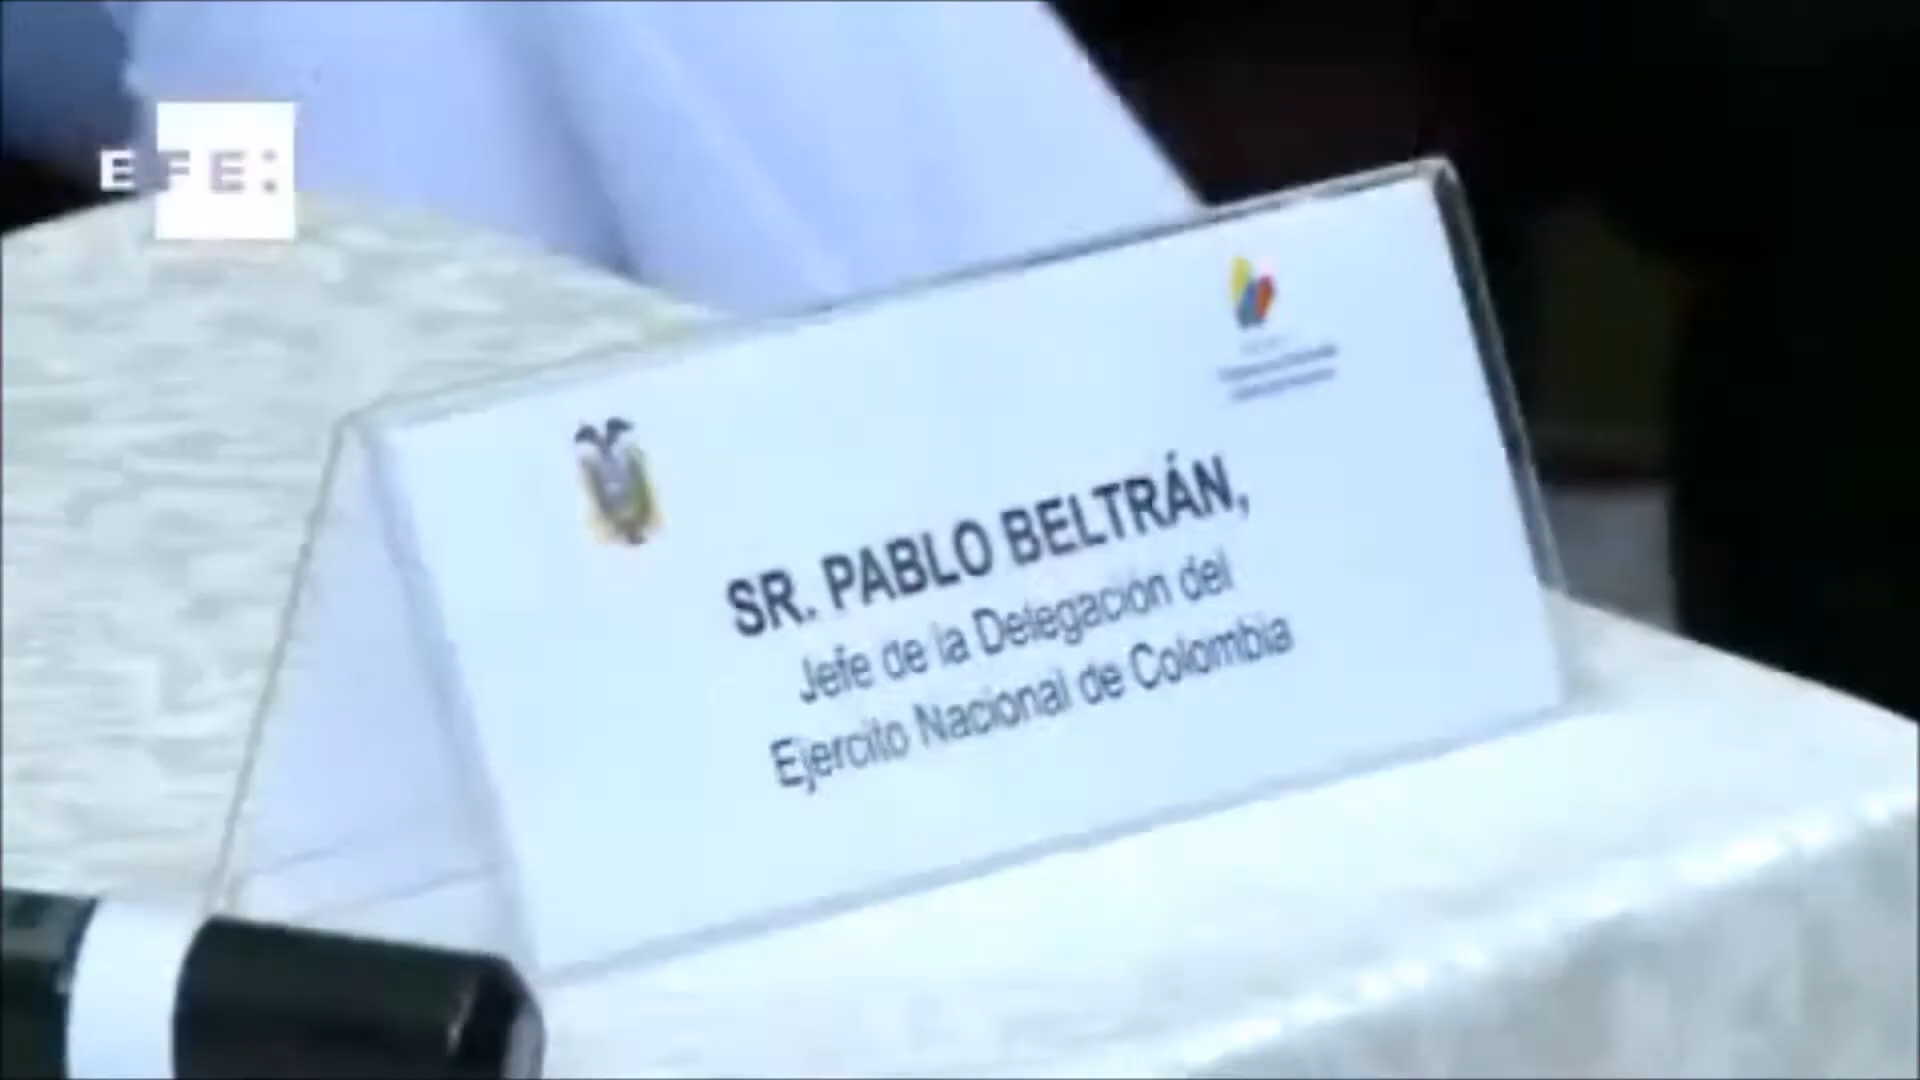 EFE:
SR. PABLO BELTRÁN,
Jefe de la Delegación del
Ejercito Nacional de Colombia